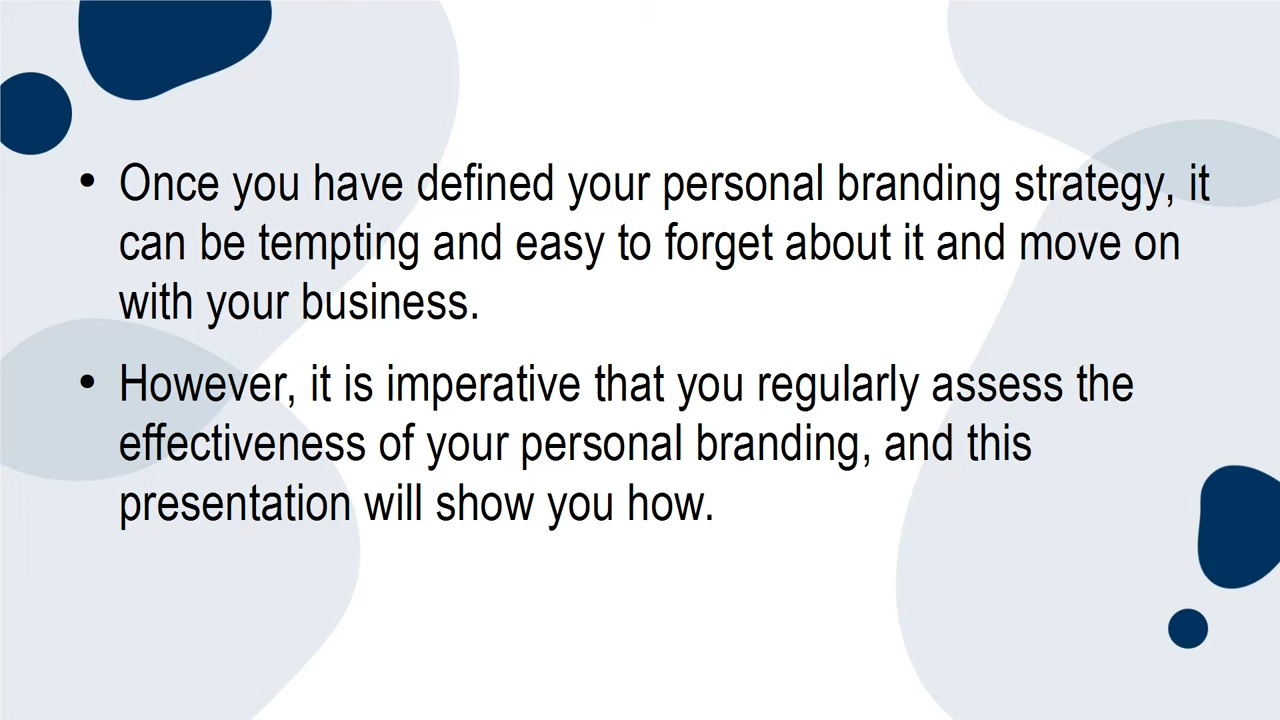 • Once you have defined your personal branding strategy, it
can be tempting and easy to forget about it and move on
with your business.
• However, it is imperative that you regularly assess the
effectiveness of your personal branding, and this
presentation will show you how.